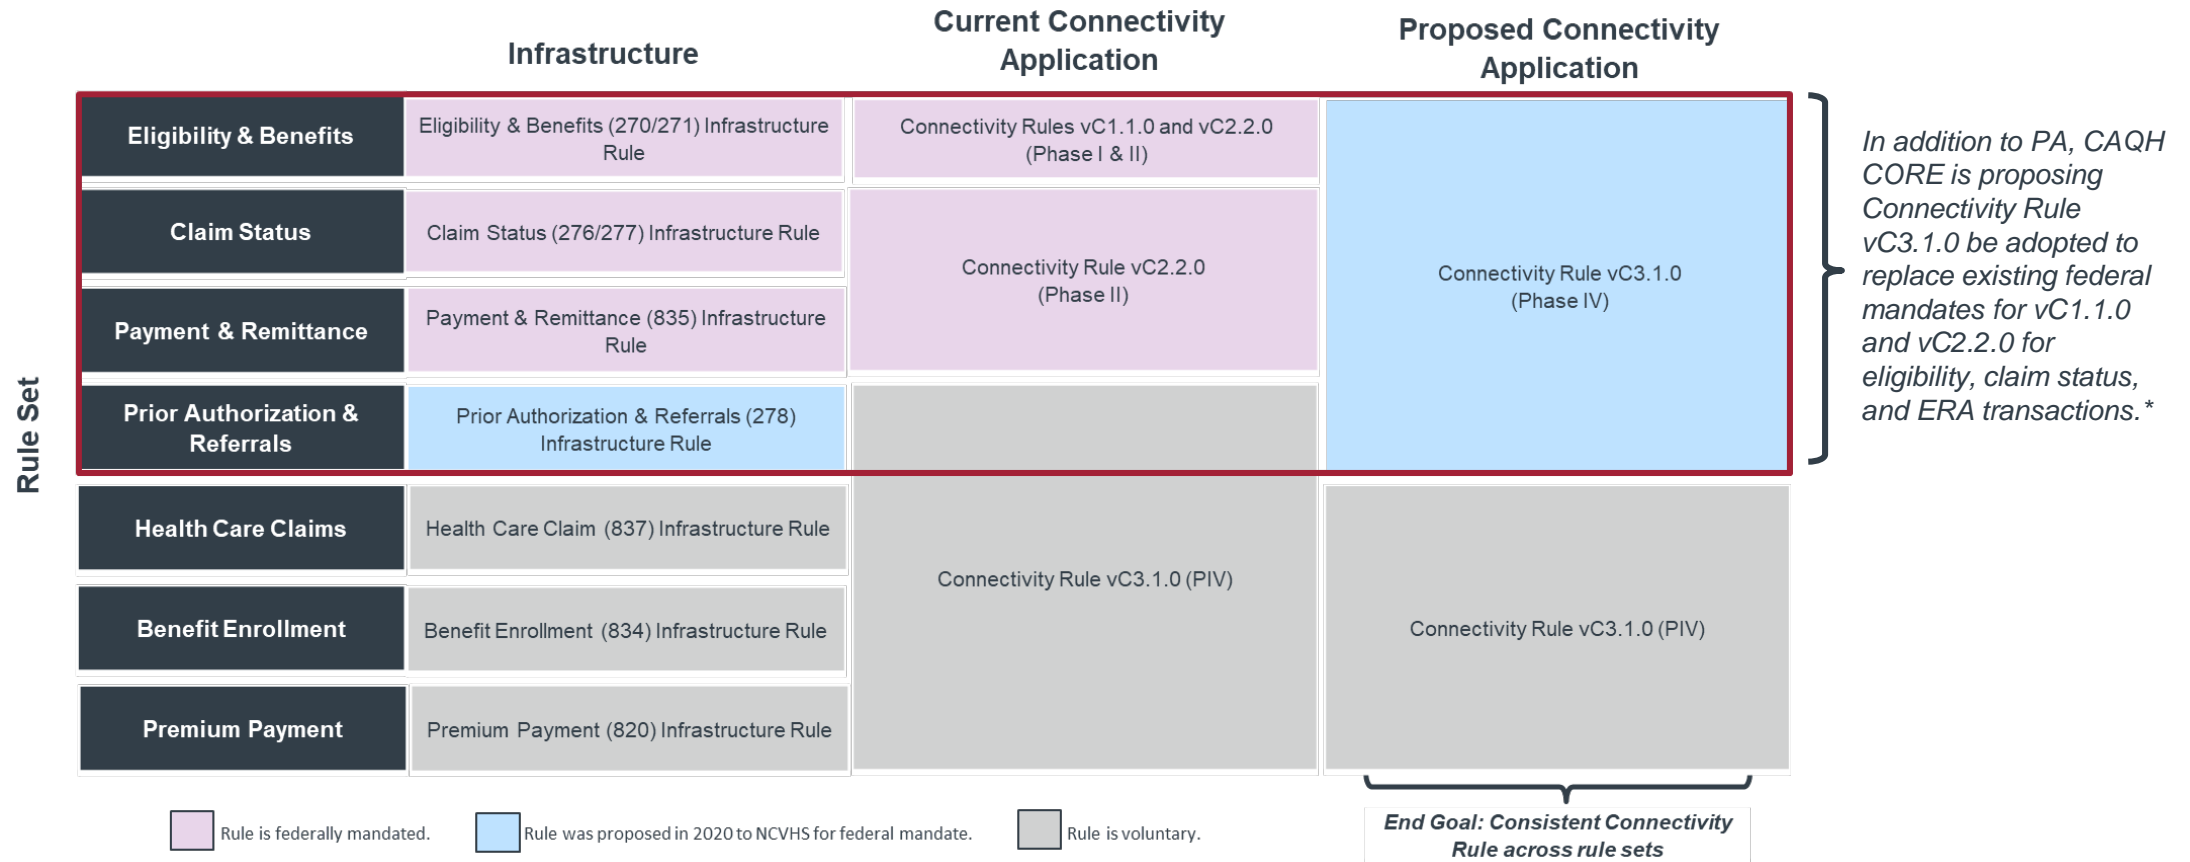 Infrastructure
Current Connectivity
Application
Proposed Connectivity
Application
Rule Set
Eligibility & Benefits
Eligibility & Benefits (270/271) Infrastructure
Rule
Connectivity Rules vC1.1.0 and vC2.2.0
(Phase I & II)
Claim Status
Claim Status (276/277) Infrastructure Rule
Connectivity Rule vC2.2.0
(Phase II)
Connectivity Rule vC3.1.0
(Phase IV)
Payment & Remittance
Payment & Remittance (835) Infrastructure
Rule
Prior Authorization &
Referrals
Prior Authorization & Referrals (278)
Infrastructure Rule
In addition to PA, CAQH
CORE is proposing
Connectivity Rule
vC3.1.0 be adopted to
replace existing federal
mandates for vC1.1.0
and vC2.2.0 for
eligibility, claim status,
and ERA transactions.*
Health Care Claims
Health Care Claim (837) Infrastructure Rule
Connectivity Rule vC3.1.0 (PIV)
Benefit Enrollment
Benefit Enrollment (834) Infrastructure Rule
Connectivity Rule vC3.1.0 (PIV)
Premium Payment
Premium Payment (820) Infrastructure Rule
Rule is federally mandated.
Rule was proposed in 2020 to NCVHS for federal mandate.
Rule is voluntary.
End Goal: Consistent Connectivity
Rule across rule sets